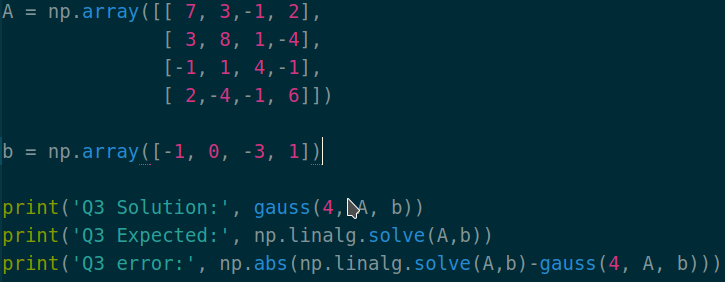 A = np.array([[ 7, 3,-1, 2],
[ 3, 8, 1,-4],
[-1, 1, 4,-1],
[ 2,-4,-1, 6]])
b = np.array([-1, 0, -3, 1])
print('Q3 Solution:', gauss(4, A, b))
print('Q3 Expected:', np.linalg.solve(A,b))
print('Q3 error:', np.abs(np.linalg.solve(A,b)-gauss(4, A, b)))